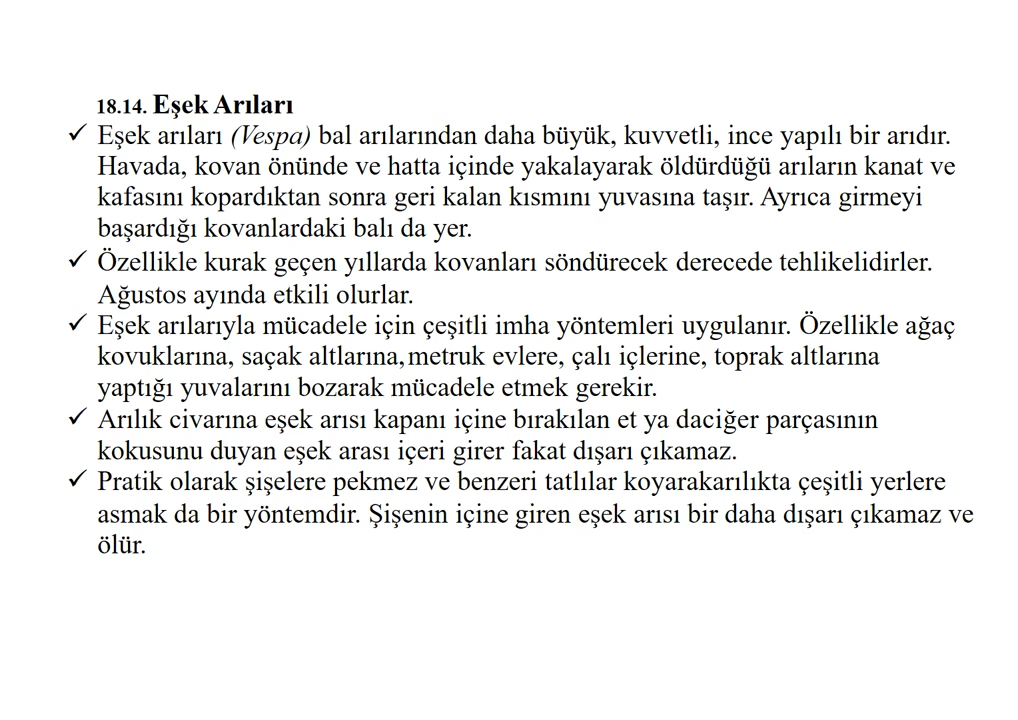 18.14. Eşek Arıları
✓ Eşek arıları (Vespa) bal arılarından daha büyük, kuvvetli, ince yapılı bir arıdır.
Havada, kovan önünde ve hatta içinde yakalayarak öldürdüğü arıların kanat ve
kafasını kopardıktan sonra geri kalan kısmını yuvasına taşır. Ayrıca girmeyi
başardığı kovanlardaki balı da yer.
✓ Özellikle kurak geçen yıllarda kovanları söndürecek derecede tehlikelidirler.
Ağustos ayında etkili olurlar.
✓ Eşek arılarıyla mücadele için çeşitli imha yöntemleri uygulanır. Özellikle ağaç
kovuklarına, saçak altlarına,metruk evlere, çalı içlerine, toprak altlarına
yaptığı yuvalarını bozarak mücadele etmek gerekir.
✓ Arılık civarına eşek arısı kapanı içine bırakılan et ya daciğer parçasının
kokusunu duyan eşek arası içeri girer fakat dışarı çıkamaz.
✓ Pratik olarak şişelere pekmez ve benzeri tatlılar koyarakarılıkta çeşitli yerlere
asmak da bir yöntemdir. Şişenin içine giren eşek arısı bir daha dışarı çıkamaz ve
ölür.